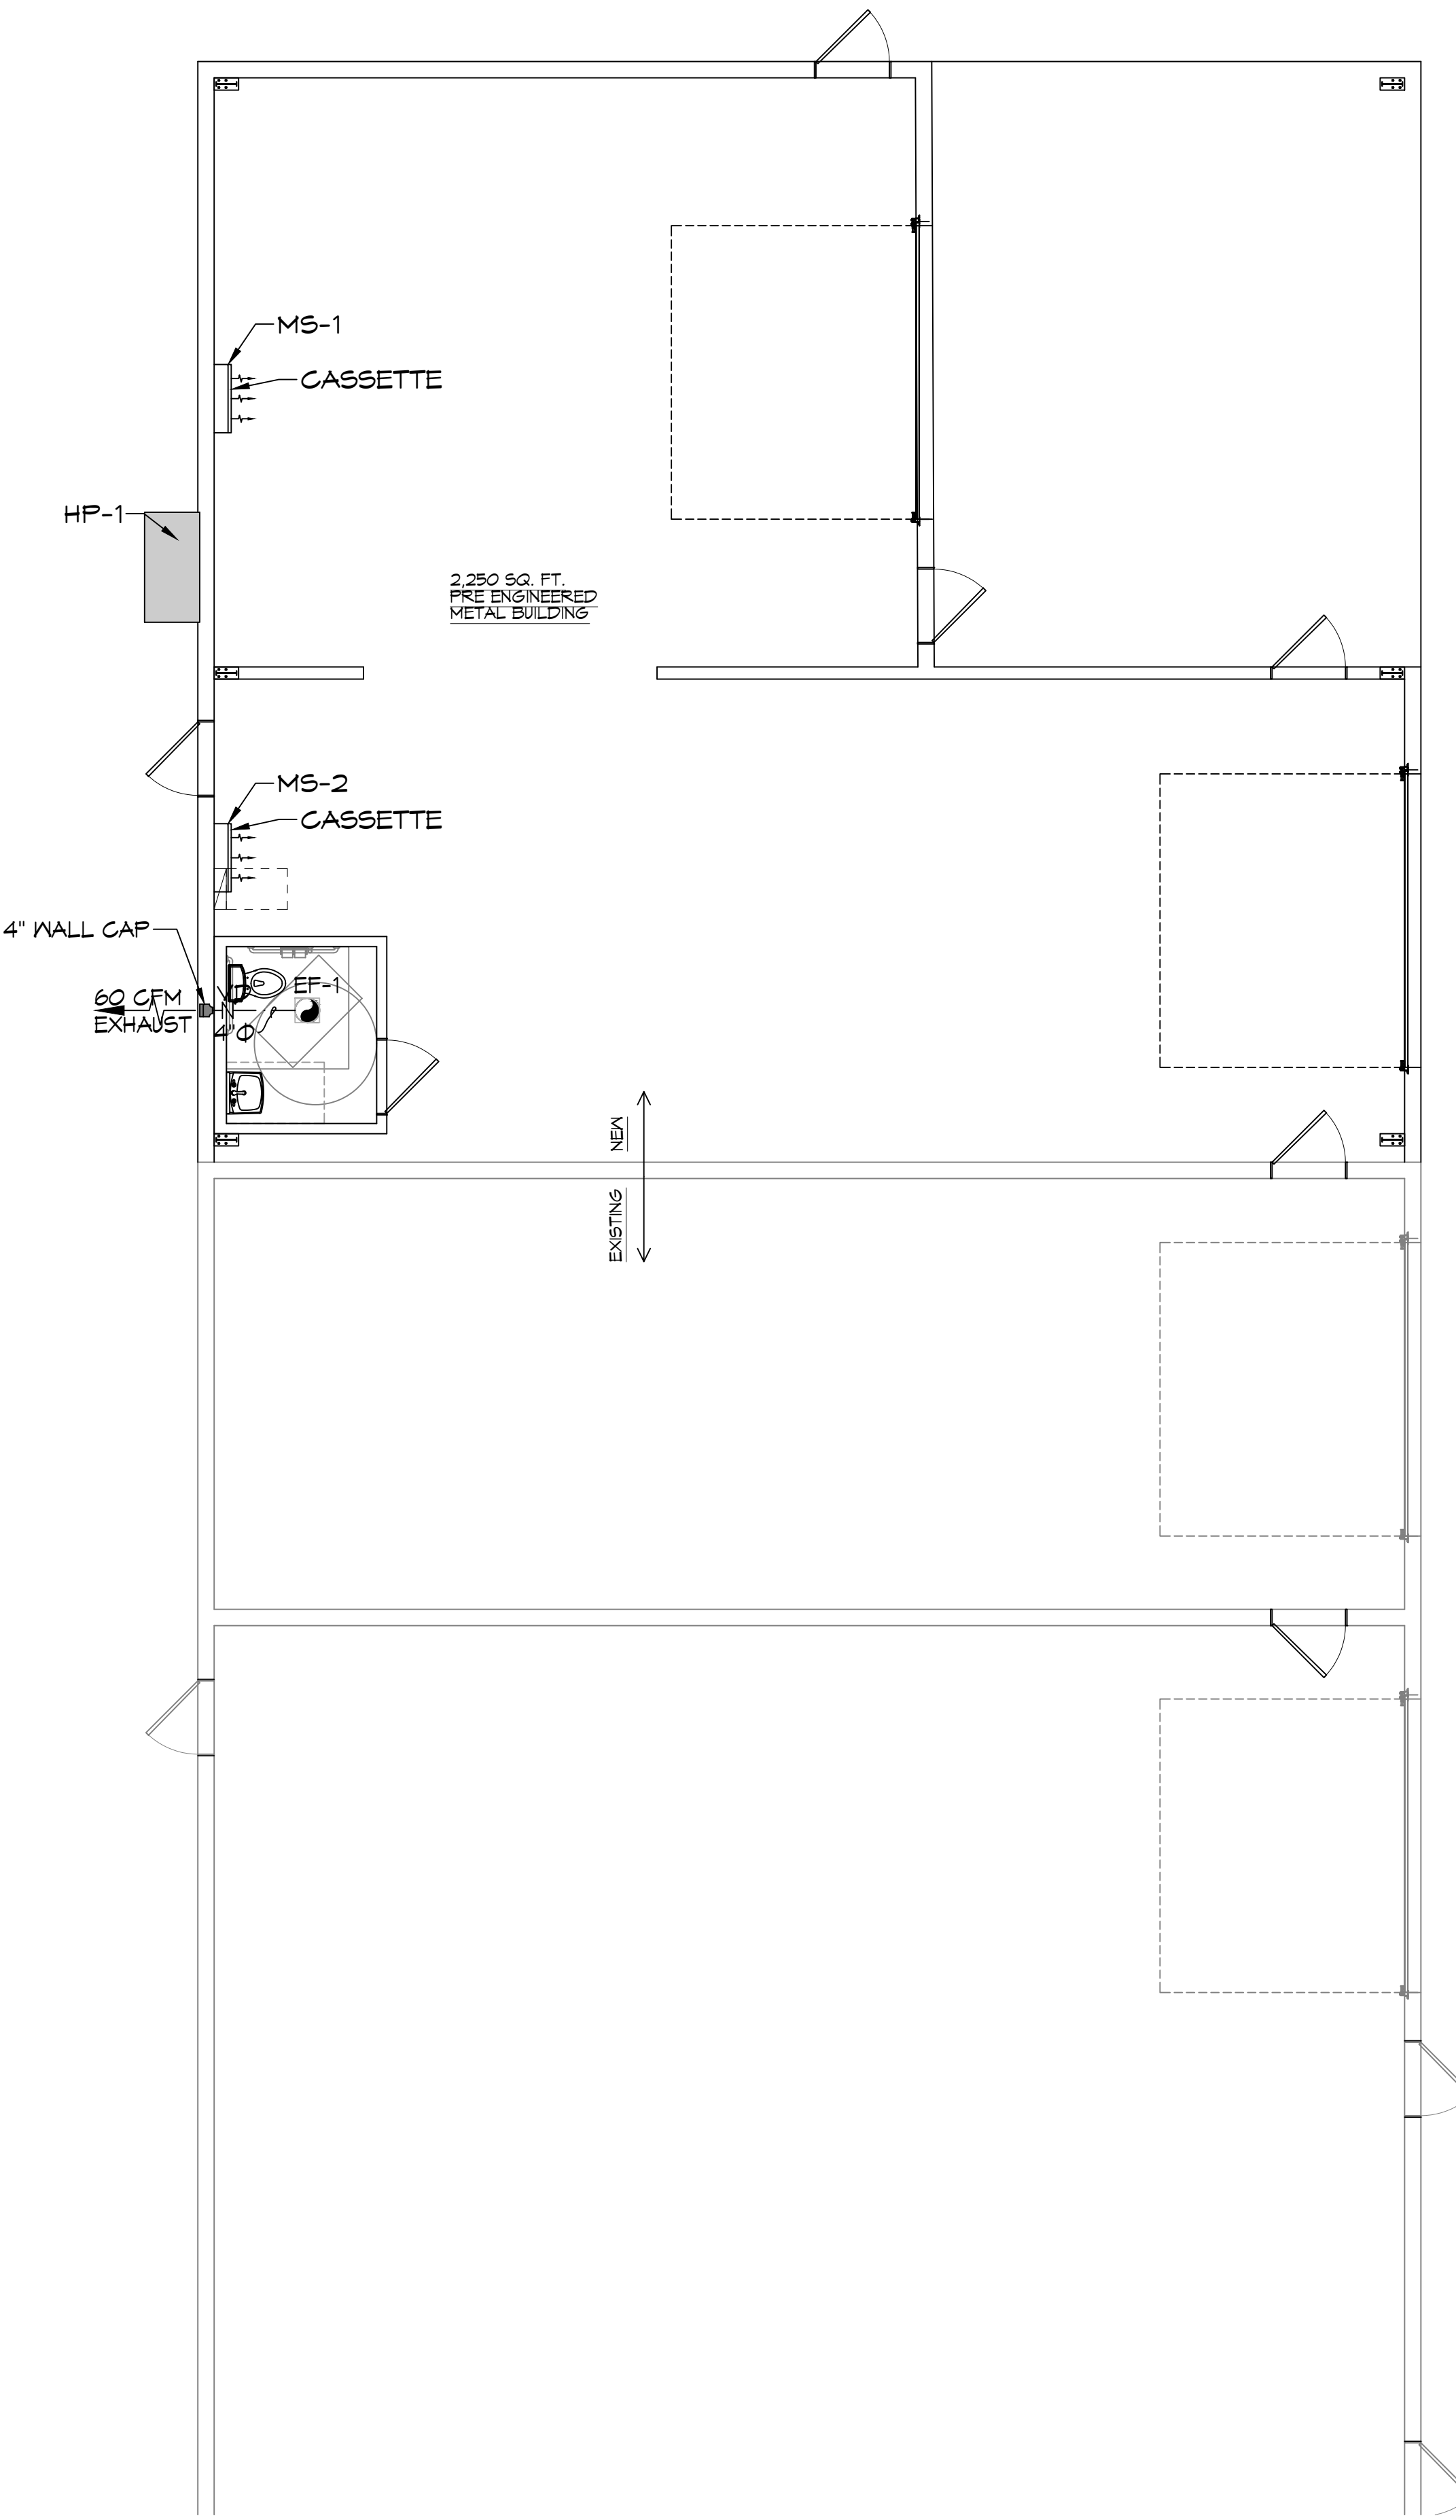 MS-1
CASSETTE
HP-1
2,250 SQ. FT.
PRE ENGINEERED
METAL BUILDING
MS-2
CASSETTE
4" WALL CAP
60 CFM
EXHAUST
EF-1
4"Ø
NEW
EXISTING